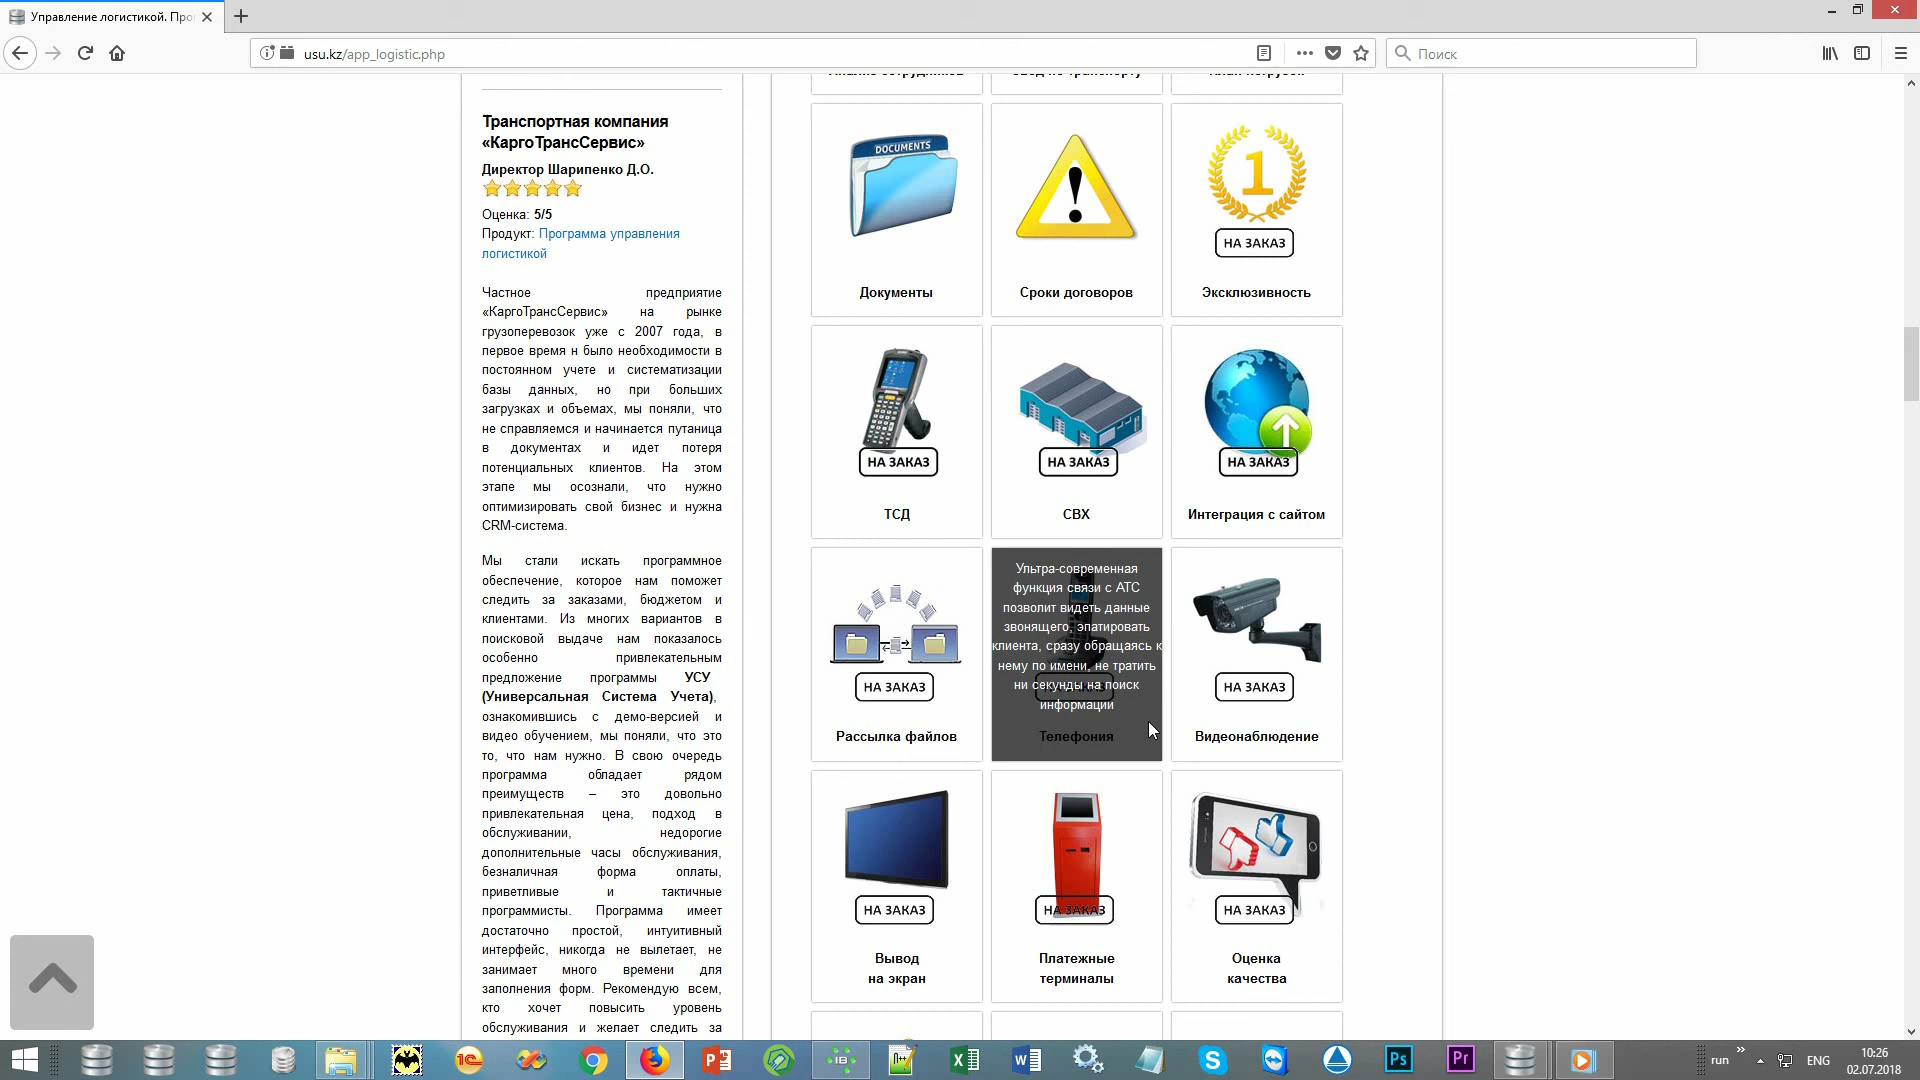 Управление логистикой. Про
usu.kz/app_logistic.php
Поиск
Транспортная компания
«КаргоТрансСервис»
Директор Шарипенко Д.О.
Оценка: 5/5
Продукт: Программа управления
логистикой
Частное предприятие
«КаргоТрансСервис» на рынке
грузоперевозок уже с 2007 года, в
первое время н было необходимости в
постоянном учете и систематизации
базы данных, но при больших
загрузках и объемах, мы поняли, что
не справляемся и начинается путаница
в документах и идет потеря
потенциальных клиентов. На этом
этапе мы осознали, что нужно
оптимизировать свой бизнес и нужна
CRM-система.
Мы стали искать программное
обеспечение, которое нам поможет
следить за заказами, бюджетом и
клиентами. Из многих вариантов в
поисковой выдаче нам показалось
особенно привлекательным
предложение программы УСУ
(Универсальная Система Учета),
ознакомившись с демо-версией и
видео обучением, мы поняли, что это
то, что нам нужно. В свою очередь
программа обладает рядом
преимуществ – это довольно
привлекательная цена, подход в
обслуживании, недорогие
дополнительные часы обслуживания,
безналичная форма оплаты,
приветливые и тактичные
программисты. Программа имеет
достаточно простой, интуитивный
интерфейс, никогда не вылетает, не
занимает много времени для
заполнения форм. Рекомендую всем,
кто хочет повысить уровень
обслуживания и желает следить за
DOCUMENTS
Документы
Сроки договоров
1
НА ЗАКАЗ
Эксклюзивность
НА ЗАКАЗ
ТСД
НА ЗАКАЗ
СВХ
НА ЗАКАЗ
Интеграция с сайтом
НА ЗАКАЗ
Рассылка файлов
Ультра-современная
функция связи с АТС
позволит видеть данные
звонящего, эпатировать
клиента, сразу обращаясь к
нему по имени, не тратить
ни секунды на поиск
информации
Телефония
НА ЗАКАЗ
Видеонаблюдение
НА ЗАКАЗ
Вывод
на экран
НА ЗАКАЗ
Платежные
терминалы
НА ЗАКАЗ
Оценка
качества
run
ENG
10:26
02.07.2018